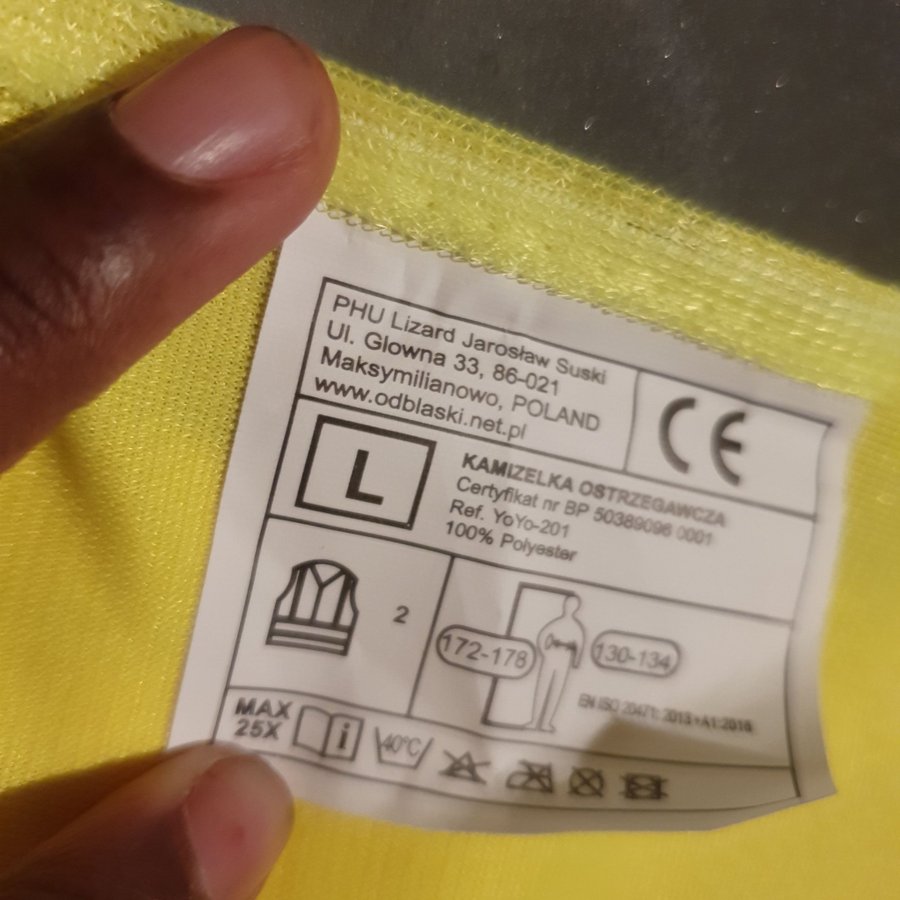 PHU Lizard Jarosław Suski
Ul. Glowna 33, 86-021
Maksymilianowo, POLAND
www.odblaski.net.pl
CE
L
KAMIZELKA OSTRZEGAWCZA
Certyfikat nr BP 50389096 0001
Ref. YoYo-201
100% Polyester
2
172-178
130-134
EN ISO 20471: 2013+A1:2016
MAX
25X
i
40°C